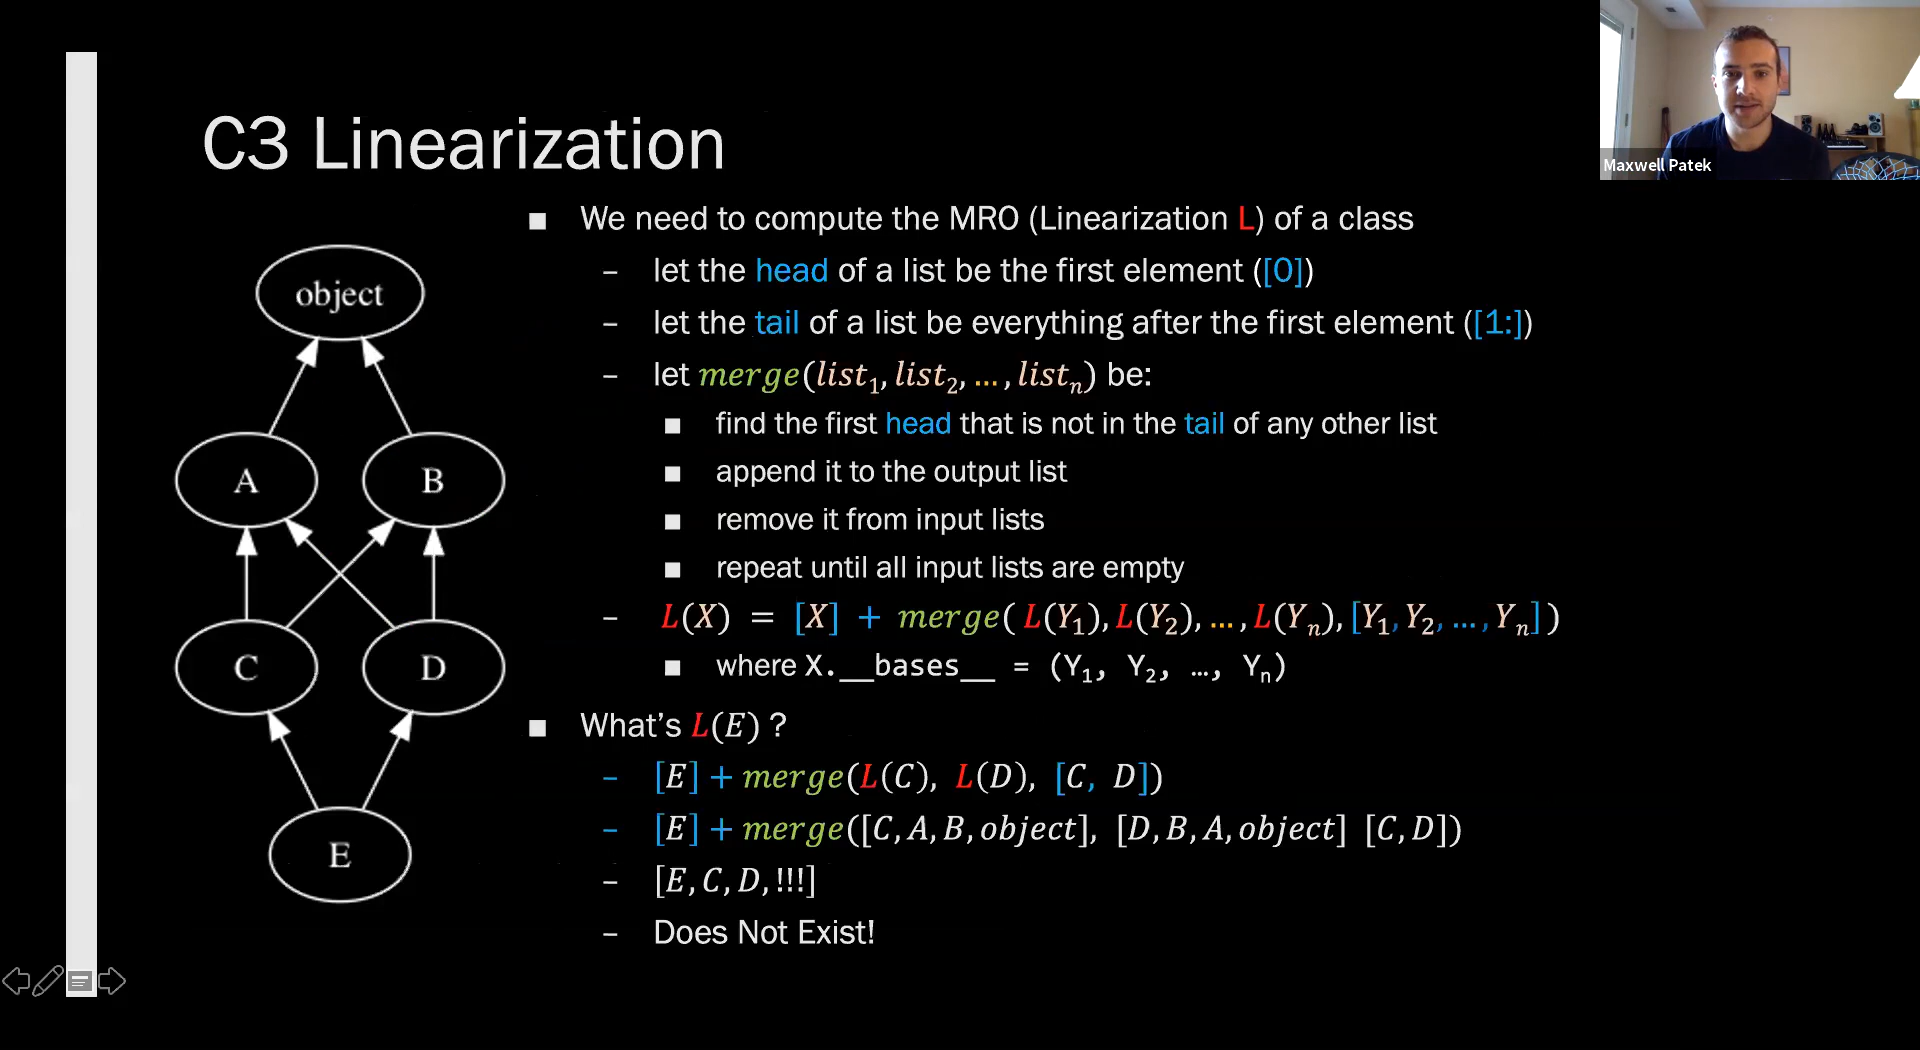 Maxwell Patek
C3 Linearization
■ We need to compute the MRO (Linearization L) of a class
– let the head of a list be the first element ([0])
– let the tail of a list be everything after the first element ([1:])
– let merge(list₁, list₂, ... , listₙ) be:
■ find the first head that is not in the tail of any other list
■ append it to the output list
■ remove it from input lists
■ repeat until all input lists are empty
– L(X) = [X] + merge( L(Y₁), L(Y₂), ... , L(Yₙ), [Y₁, Y₂, ... , Yₙ] )
■ where X.__bases__ = (Y₁, Y₂, …, Yₙ)
■ What’s L(E) ?
– [E] + merge(L(C), L(D), [C, D])
– [E] + merge([C, A, B, object], [D, B, A, object] [C, D])
– [E, C, D, !!!]
– Does Not Exist!
object
A B
C D
E